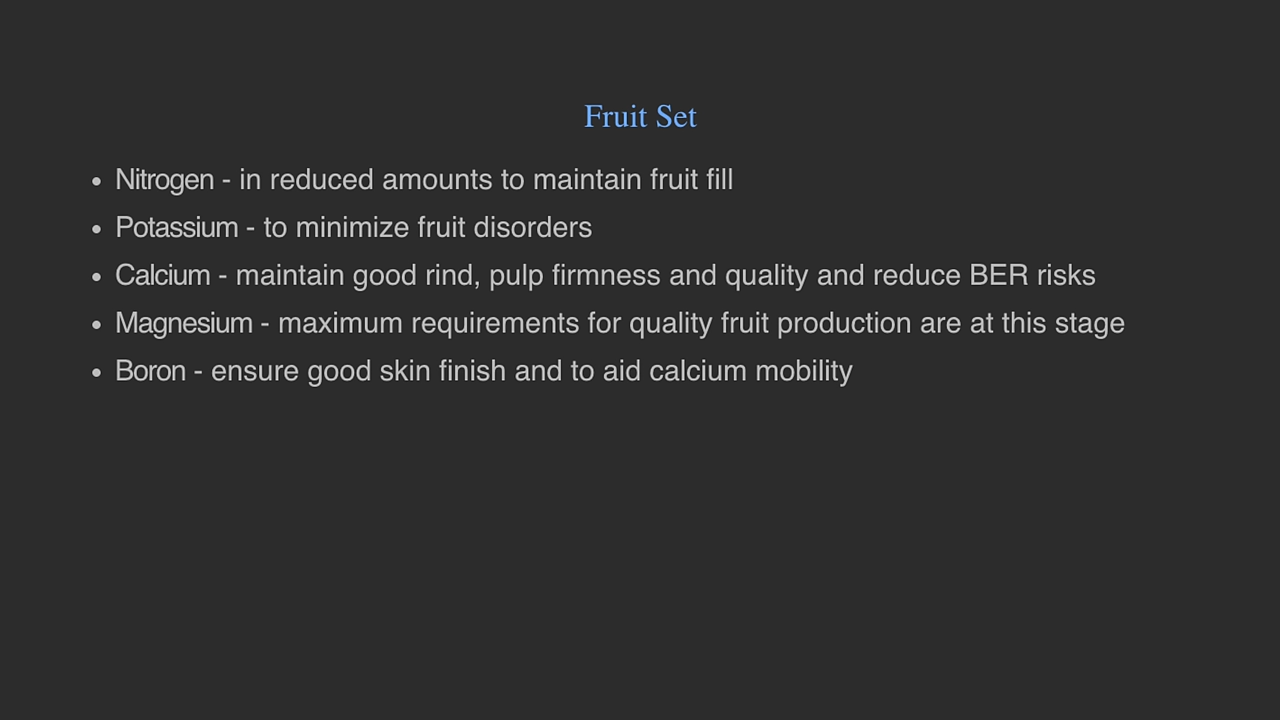 Fruit Set
• Nitrogen - in reduced amounts to maintain fruit fill
• Potassium - to minimize fruit disorders
• Calcium - maintain good rind, pulp firmness and quality and reduce BER risks
• Magnesium - maximum requirements for quality fruit production are at this stage
• Boron - ensure good skin finish and to aid calcium mobility